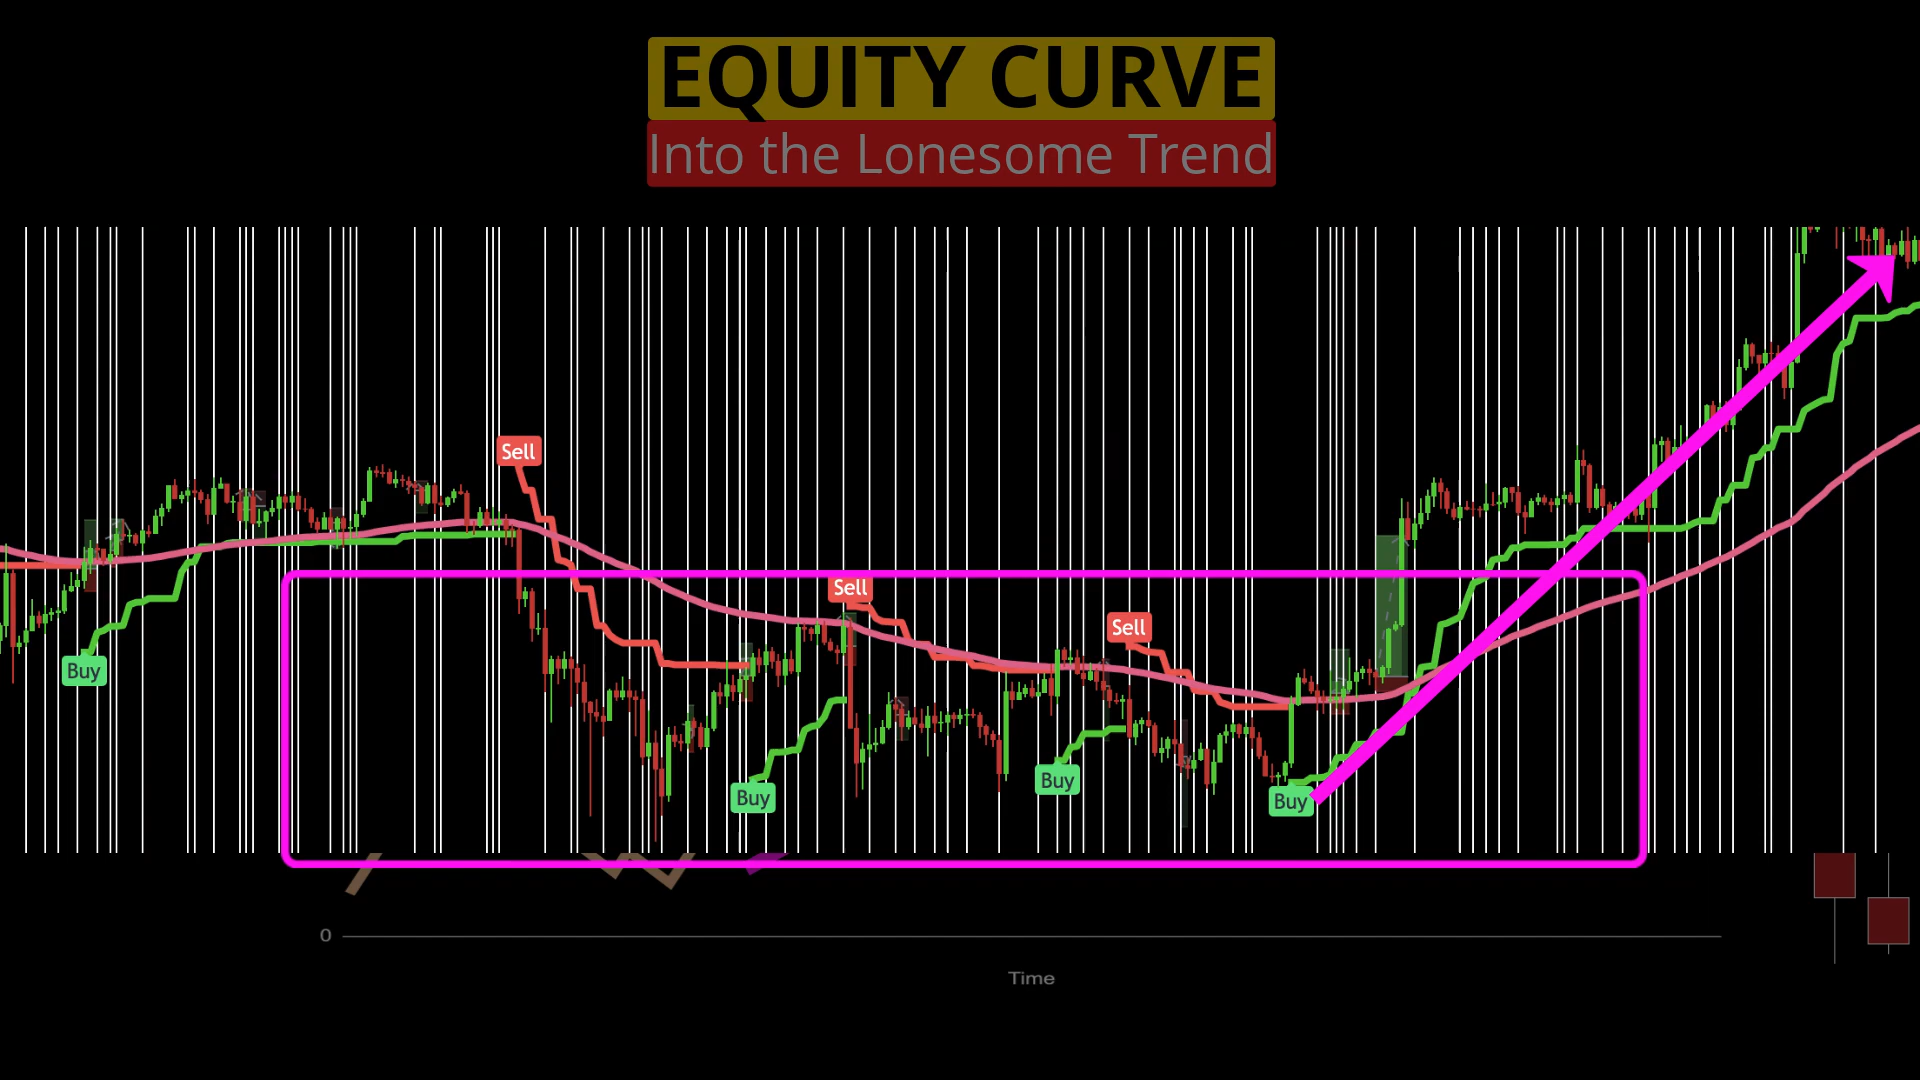 EQUITY CURVE
Into the Lonesome Trend
Sell
Sell
Sell
Buy
Buy
Buy
Buy
0
Time